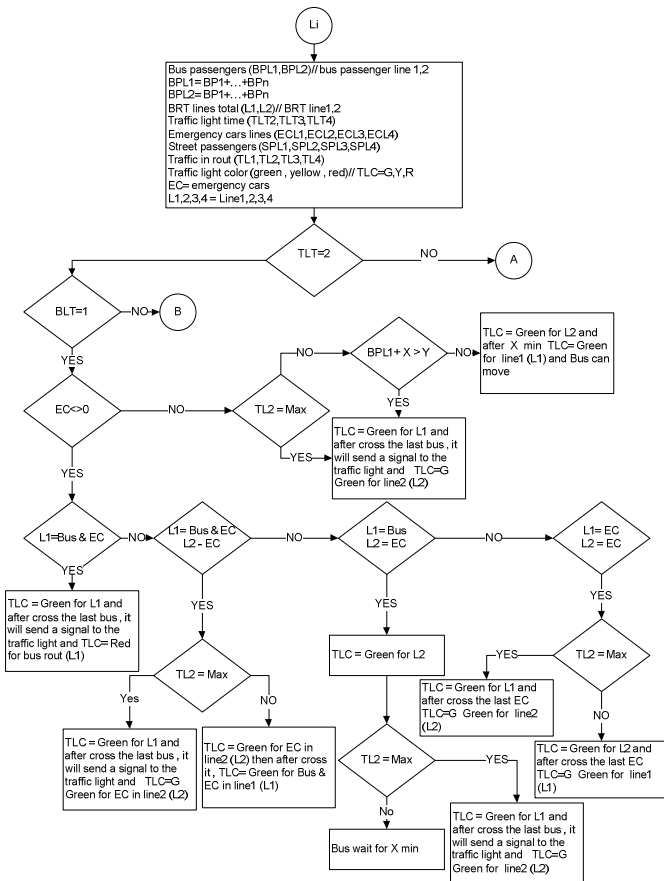 Li
Bus passengers (BPL1,BPL2)// bus passenger line 1,2
BPL1= BP1+…+BPn
BPL2= BP1+…+BPn
BRT lines total (L1,L2)// BRT line1,2
Traffic light time (TLT2,TLT3,TLT4)
Emergency cars lines (ECL1,ECL2,ECL3,ECL4)
Street passengers (SPL1,SPL2,SPL3,SPL4)
Traffic in rout (TL1,TL2,TL3,TL4)
Traffic light color (green , yellow , red)// TLC=G,Y,R
EC= emergency cars
L1,2,3,4 = Line1,2,3,4
TLT=2
NO
A
BLT=1
NO
B
YES
EC<>0
NO
TL2 = Max
NO
BPL1+ X > Y
NO
TLC = Green for L2 and
after X min TLC= Green
for line1 (L1) and Bus can
move
YES
YES
TLC = Green for L1 and
after cross the last bus , it
will send a signal to the
traffic light and TLC=G
Green for line2 (L2)
YES
L1=Bus & EC
NO
L1= Bus & EC
L2 - EC
NO
L1= Bus
L2 = EC
NO
L1= EC
L2 = EC
YES
TLC = Green for L1 and
after cross the last bus , it
will send a signal to the
traffic light and TLC= Red
for bus rout (L1)
YES
TL2 = Max
Yes
NO
TLC = Green for L1 and
after cross the last bus , it
will send a signal to the
traffic light and TLC=G
Green for EC in line2 (L2)
TLC = Green for EC in
line2 (L2) then after cross
it , TLC= Green for Bus &
EC in line1 (L1)
YES
TLC = Green for L2
TL2 = Max
YES
No
Bus wait for X min
TLC = Green for L1 and
after cross the last bus , it
will send a signal to the
traffic light and TLC=G
Green for line2 (L2)
YES
TL2 = Max
YES
TLC = Green for L1 and
after cross the last EC
TLC=G Green for line2
(L2)
NO
TLC = Green for L2 and
after cross the last EC
TLC=G Green for line1
(L1)